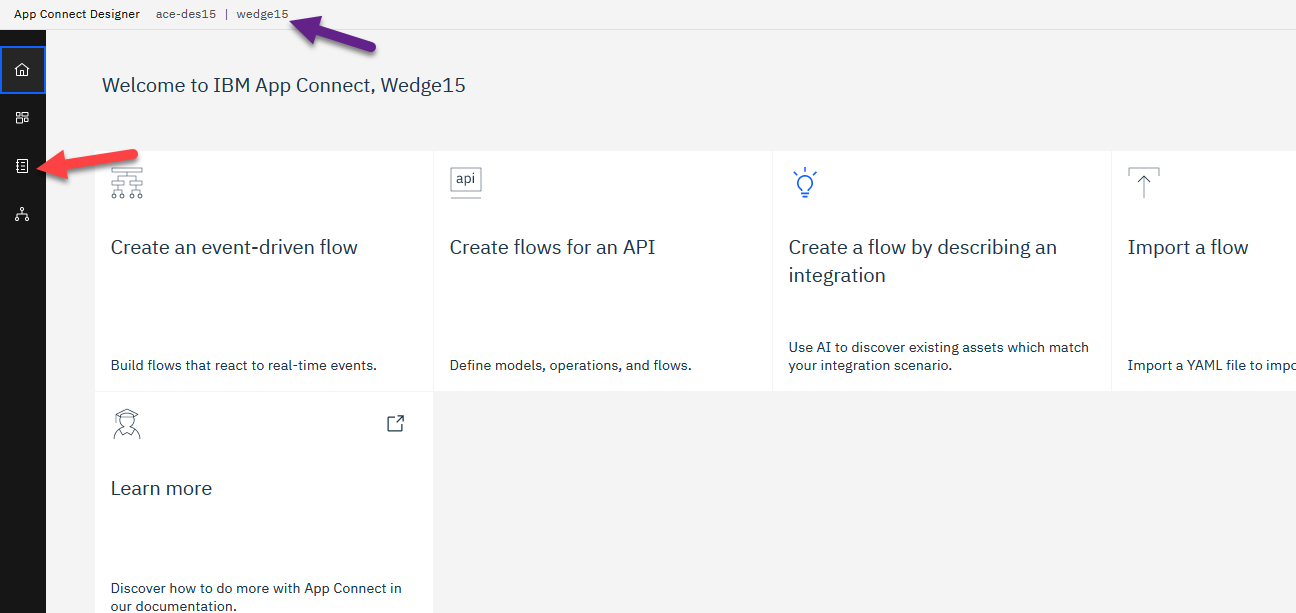 App Connect Designer ace-des15 | wedge15
Welcome to IBM App Connect, Wedge15
api
Create an event-driven flow
Build flows that react to real-time events.
Create flows for an API
Define models, operations, and flows.
Create a flow by describing an
integration
Use AI to discover existing assets which match
your integration scenario.
Import a flow
Import a YAML file to impo
Learn more
Discover how to do more with App Connect in
our documentation.